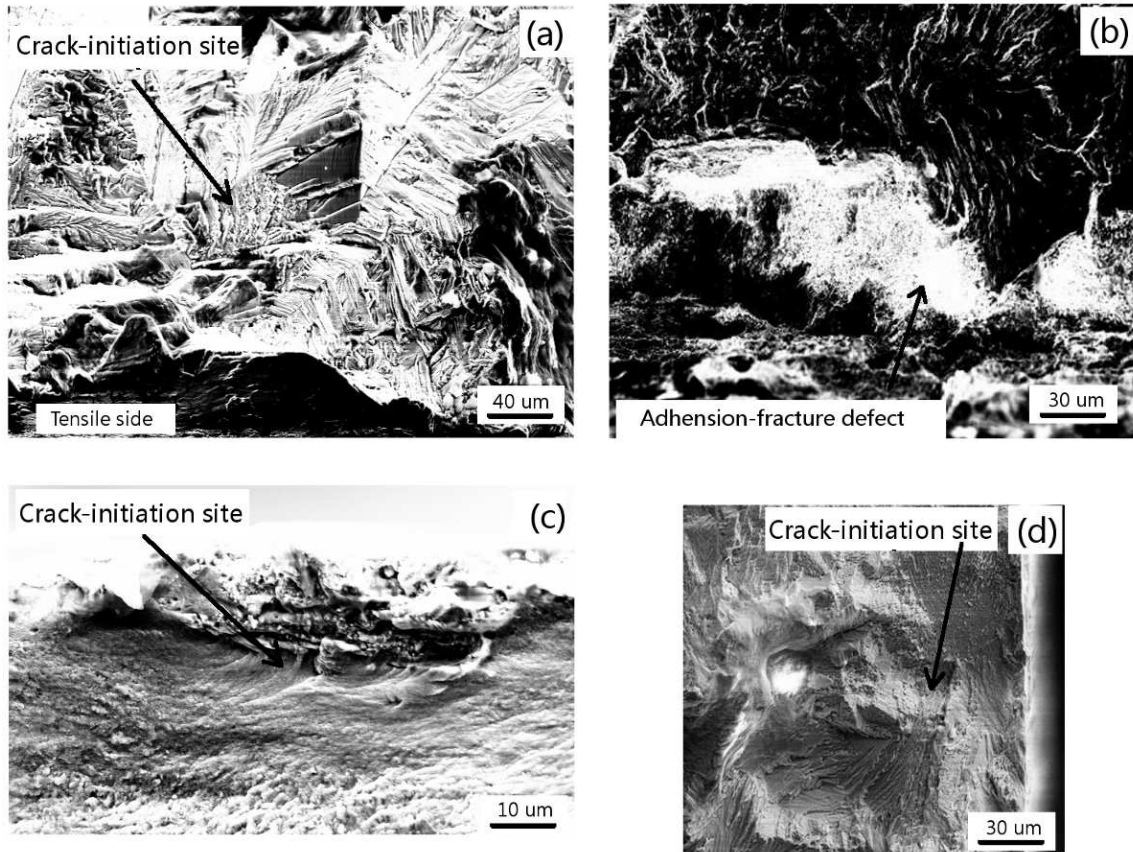 Crack-initiation site
(a)
Tensile side
40 um
(b)
Adhension-fracture defect
30 um
Crack-initiation site
(c)
10 um
Crack-initiation site
(d)
30 um